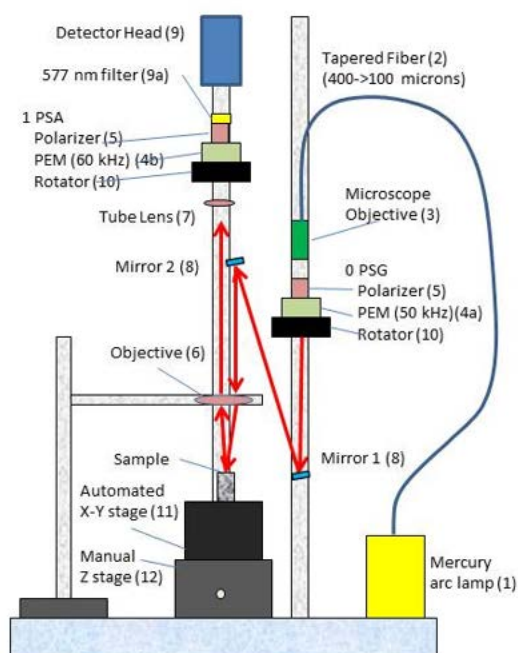 Detector Head (9)
577 nm filter (9a)
1 PSA
Polarizer (5)
PEM (60 kHz) (4b)
Rotator (10)
Tube Lens (7)
Mirror 2 (8)
Objective (6)
Sample
Automated
X-Y stage (11)
Manual
Z stage (12)
Tapered Fiber (2)
(400->100 microns)
Microscope
Objective (3)
0 PSG
Polarizer (5)
PEM (50 kHz)(4a)
Rotator (10)
Mirror 1 (8)
Mercury
arc lamp (1)